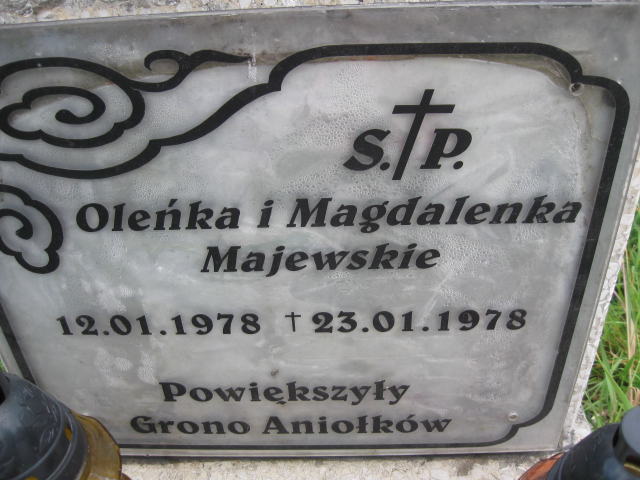 S.†P.
Oleńka i Magdalenka
Majewskie
12.01.1978 † 23.01.1978
Powiększyły
Grono Aniołków